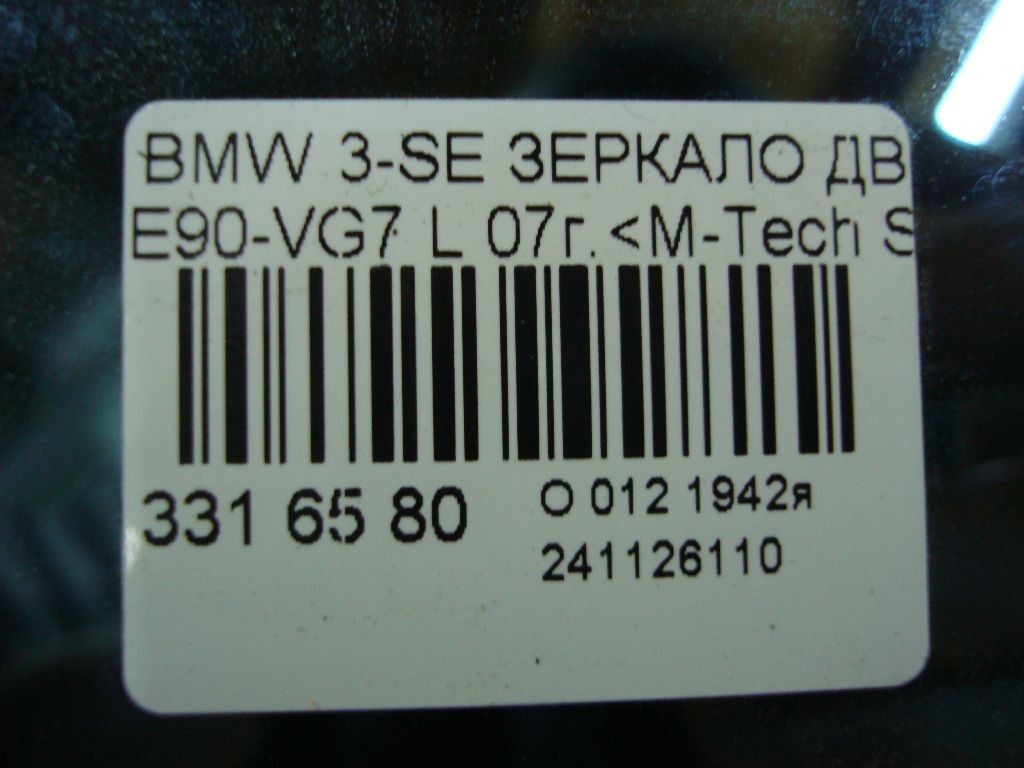 BMW 3-SE ЗЕРКАЛО ДВ
E90-VG7 L 07г. <M-Tech S
331 65 80
О 012 1942я
241126110